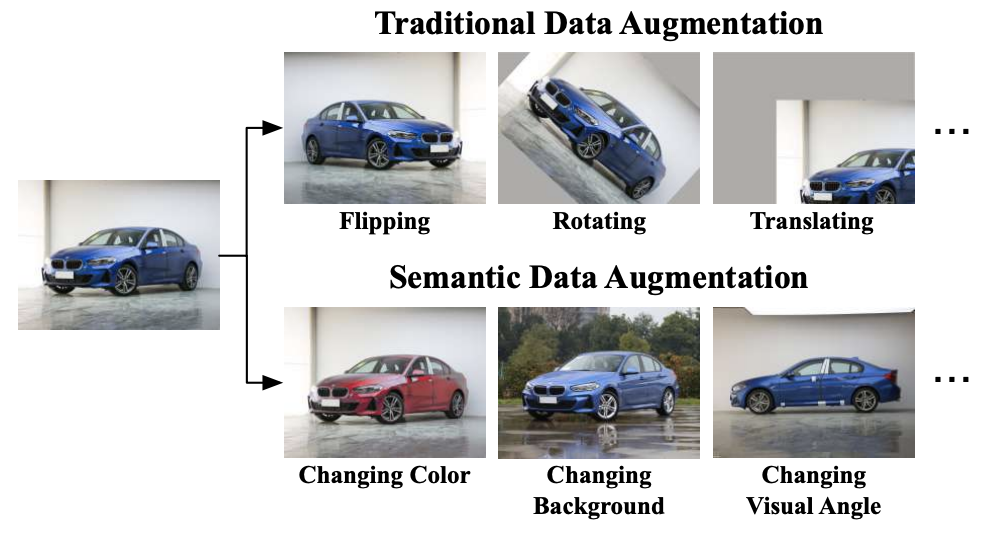 Traditional Data Augmentation
Flipping
Rotating
Translating
...
Semantic Data Augmentation
Changing Color
Changing
Background
Changing
Visual Angle
...